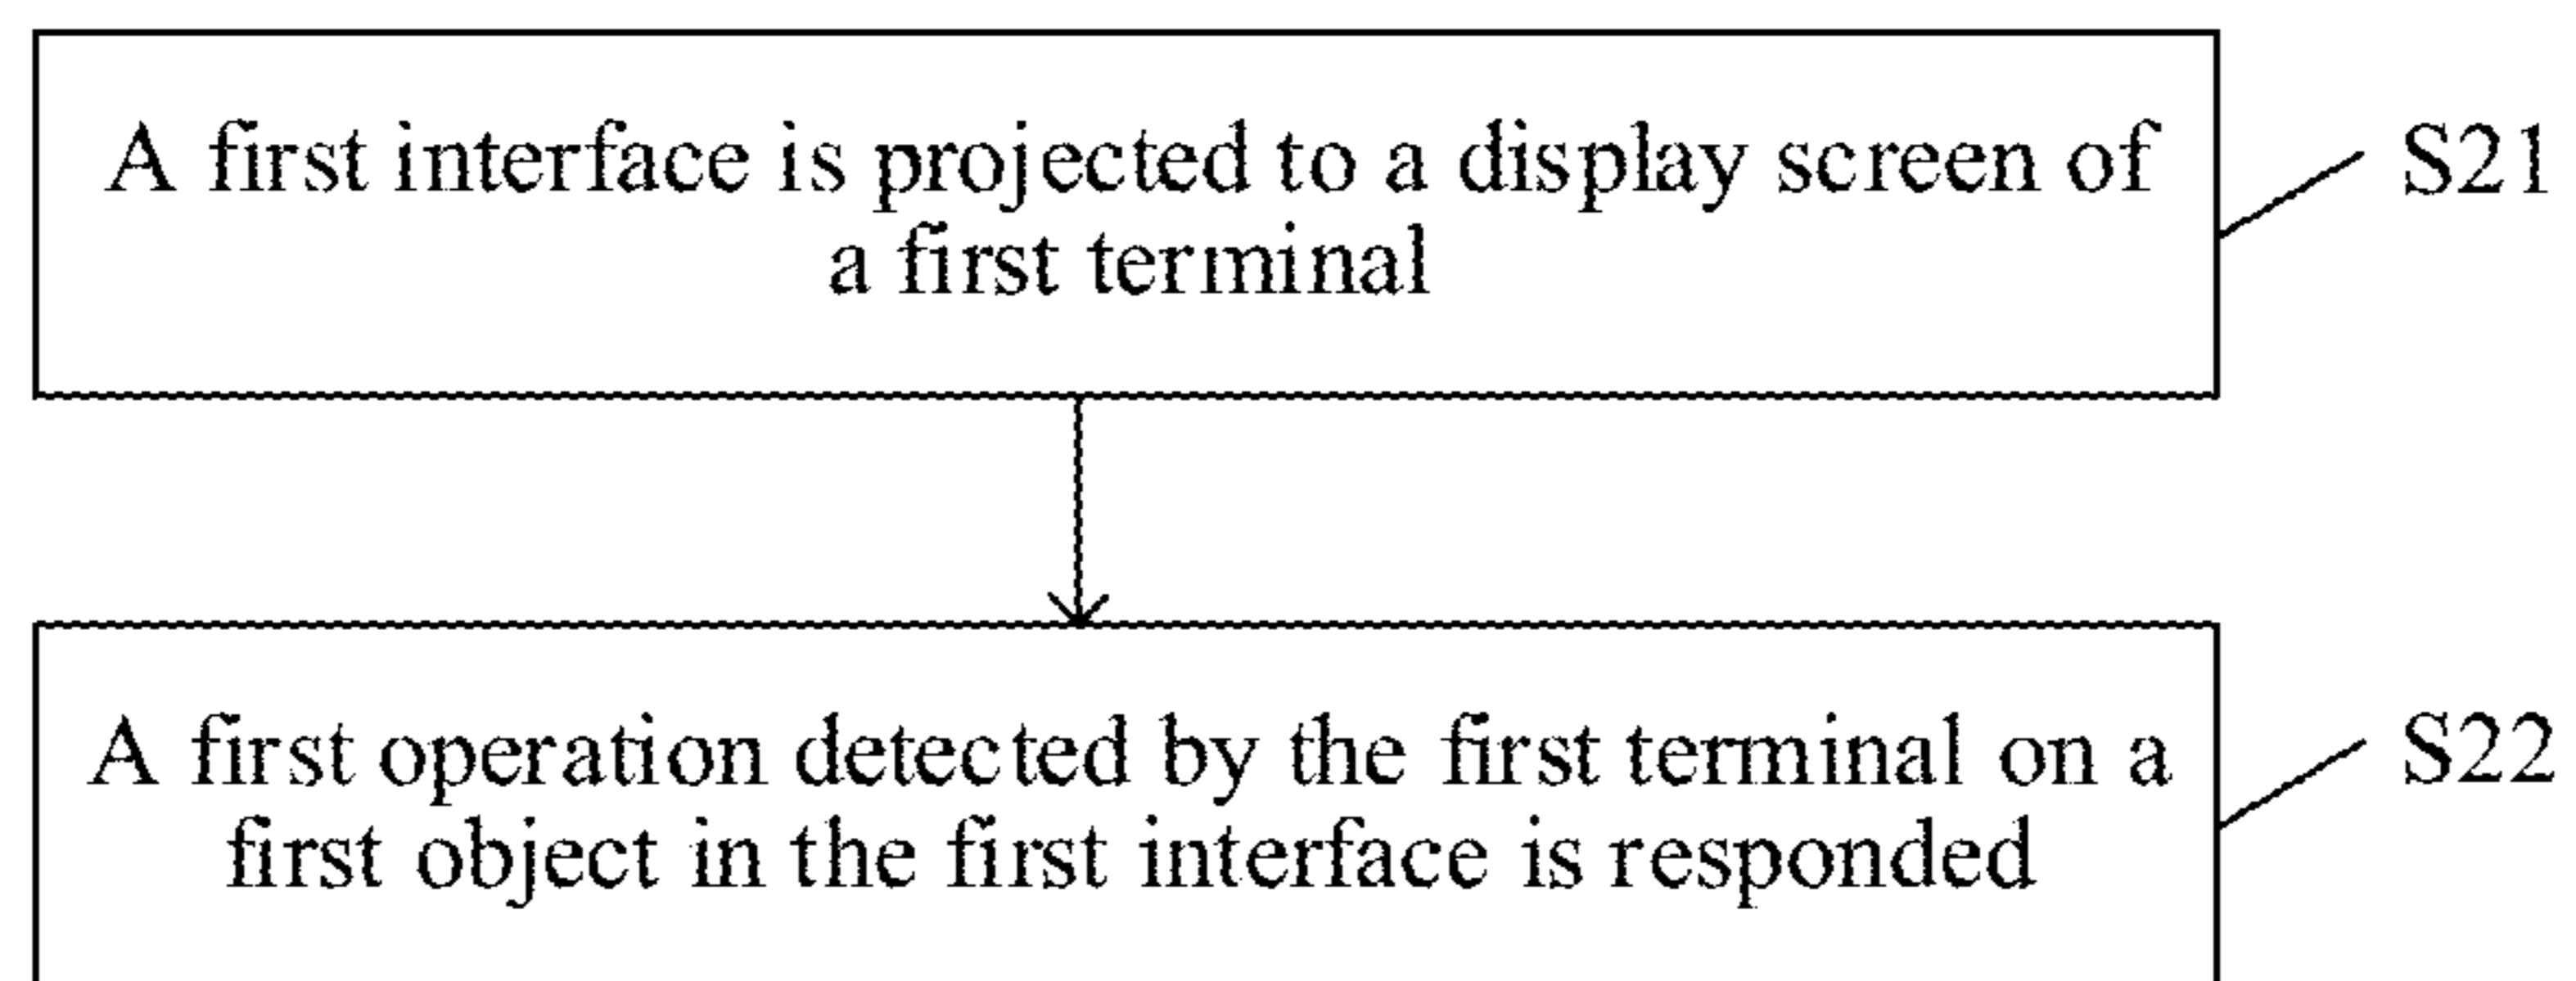 A first interface is projected to a display screen of
a first terminal
S21
A first operation detected by the first terminal on a
first object in the first interface is responded
S22